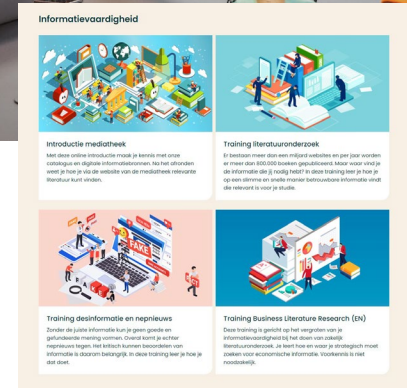 Informatievaardigheid
Introductie mediatheek
Met deze online introductie maak je kennis met onze
catalogus en digitale informatiebronnen. Na het afronden
weet je hoe je via de website van de mediatheek relevante
literatuur kunt vinden.
Training literatuuronderzoek
Er bestaan meer dan een miljard websites en per jaar worden
er meer dan 600.000 boeken gepubliceerd. Maar waar vind je
de informatie die jij nodig hebt? In deze training leer je hoe je
op een slimme en snelle manier betrouwbare informatie vindt
die relevant is voor je studie.
FAKE
Training desinformatie en nepnieuws
Zonder de juiste informatie kun je geen goede en
gefundeerde mening vormen. Overal komt je echter
nepnieuws tegen. Het kritisch kunnen beoordelen van
informatie is daarom belangrijk. In deze training leer je hoe je
dat doet.
Training Business Literature Research (EN)
Deze training is gericht op het vergroten van je
informatievaardigheid bij het doen van zakelijk
literatuuronderzoek. Je leert hoe en waar je strategisch moet
zoeken voor economische informatie. Voorkennis is niet
noodzakelijk.